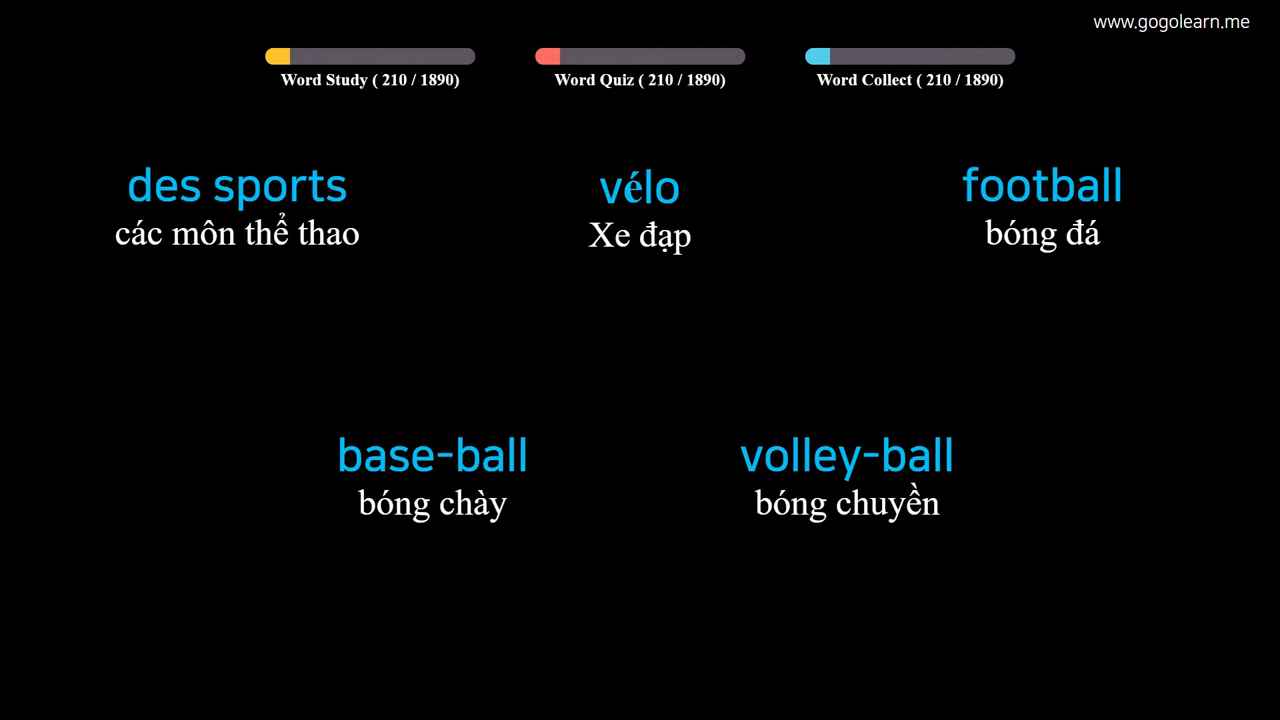 www.gogolearn.me
Word Study ( 210 / 1890)
Word Quiz ( 210 / 1890)
Word Collect ( 210 / 1890)
des sports
các môn thể thao
vélo
Xe đạp
football
bóng đá
base-ball
bóng chày
volley-ball
bóng chuyền